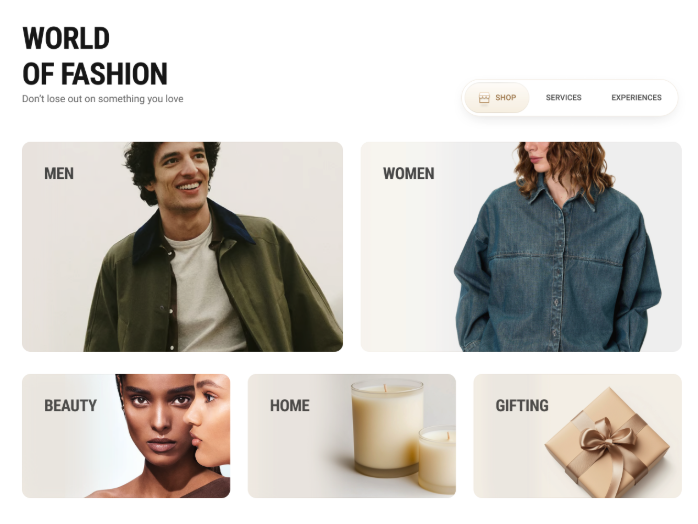 WORLD
OF FASHION
Don't lose out on something you love
SHOP
SERVICES
EXPERIENCES
MEN
WOMEN
BEAUTY
HOME
GIFTING